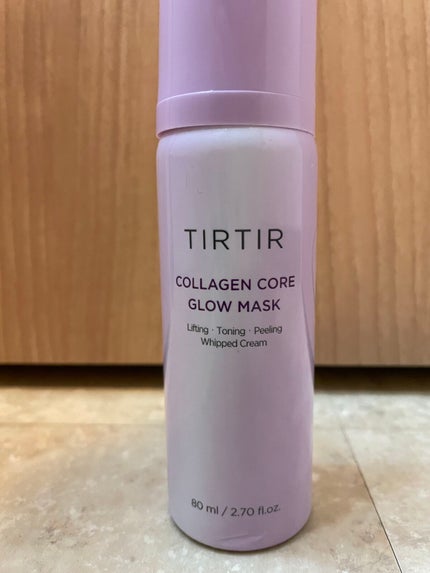 TIRTIR
COLLAGEN CORE
GLOW MASK
Lifting · Toning · Peeling
Whipped Cream
80 ml / 2.70 fl.oz.